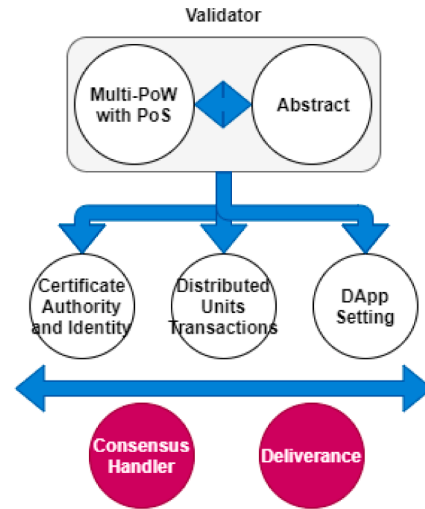 Validator
Multi-PoW
with PoS
Abstract
Certificate
Authority
and Identity
Distributed
Units
Transactions
DApp
Setting
Consensus
Handler
Deliverance